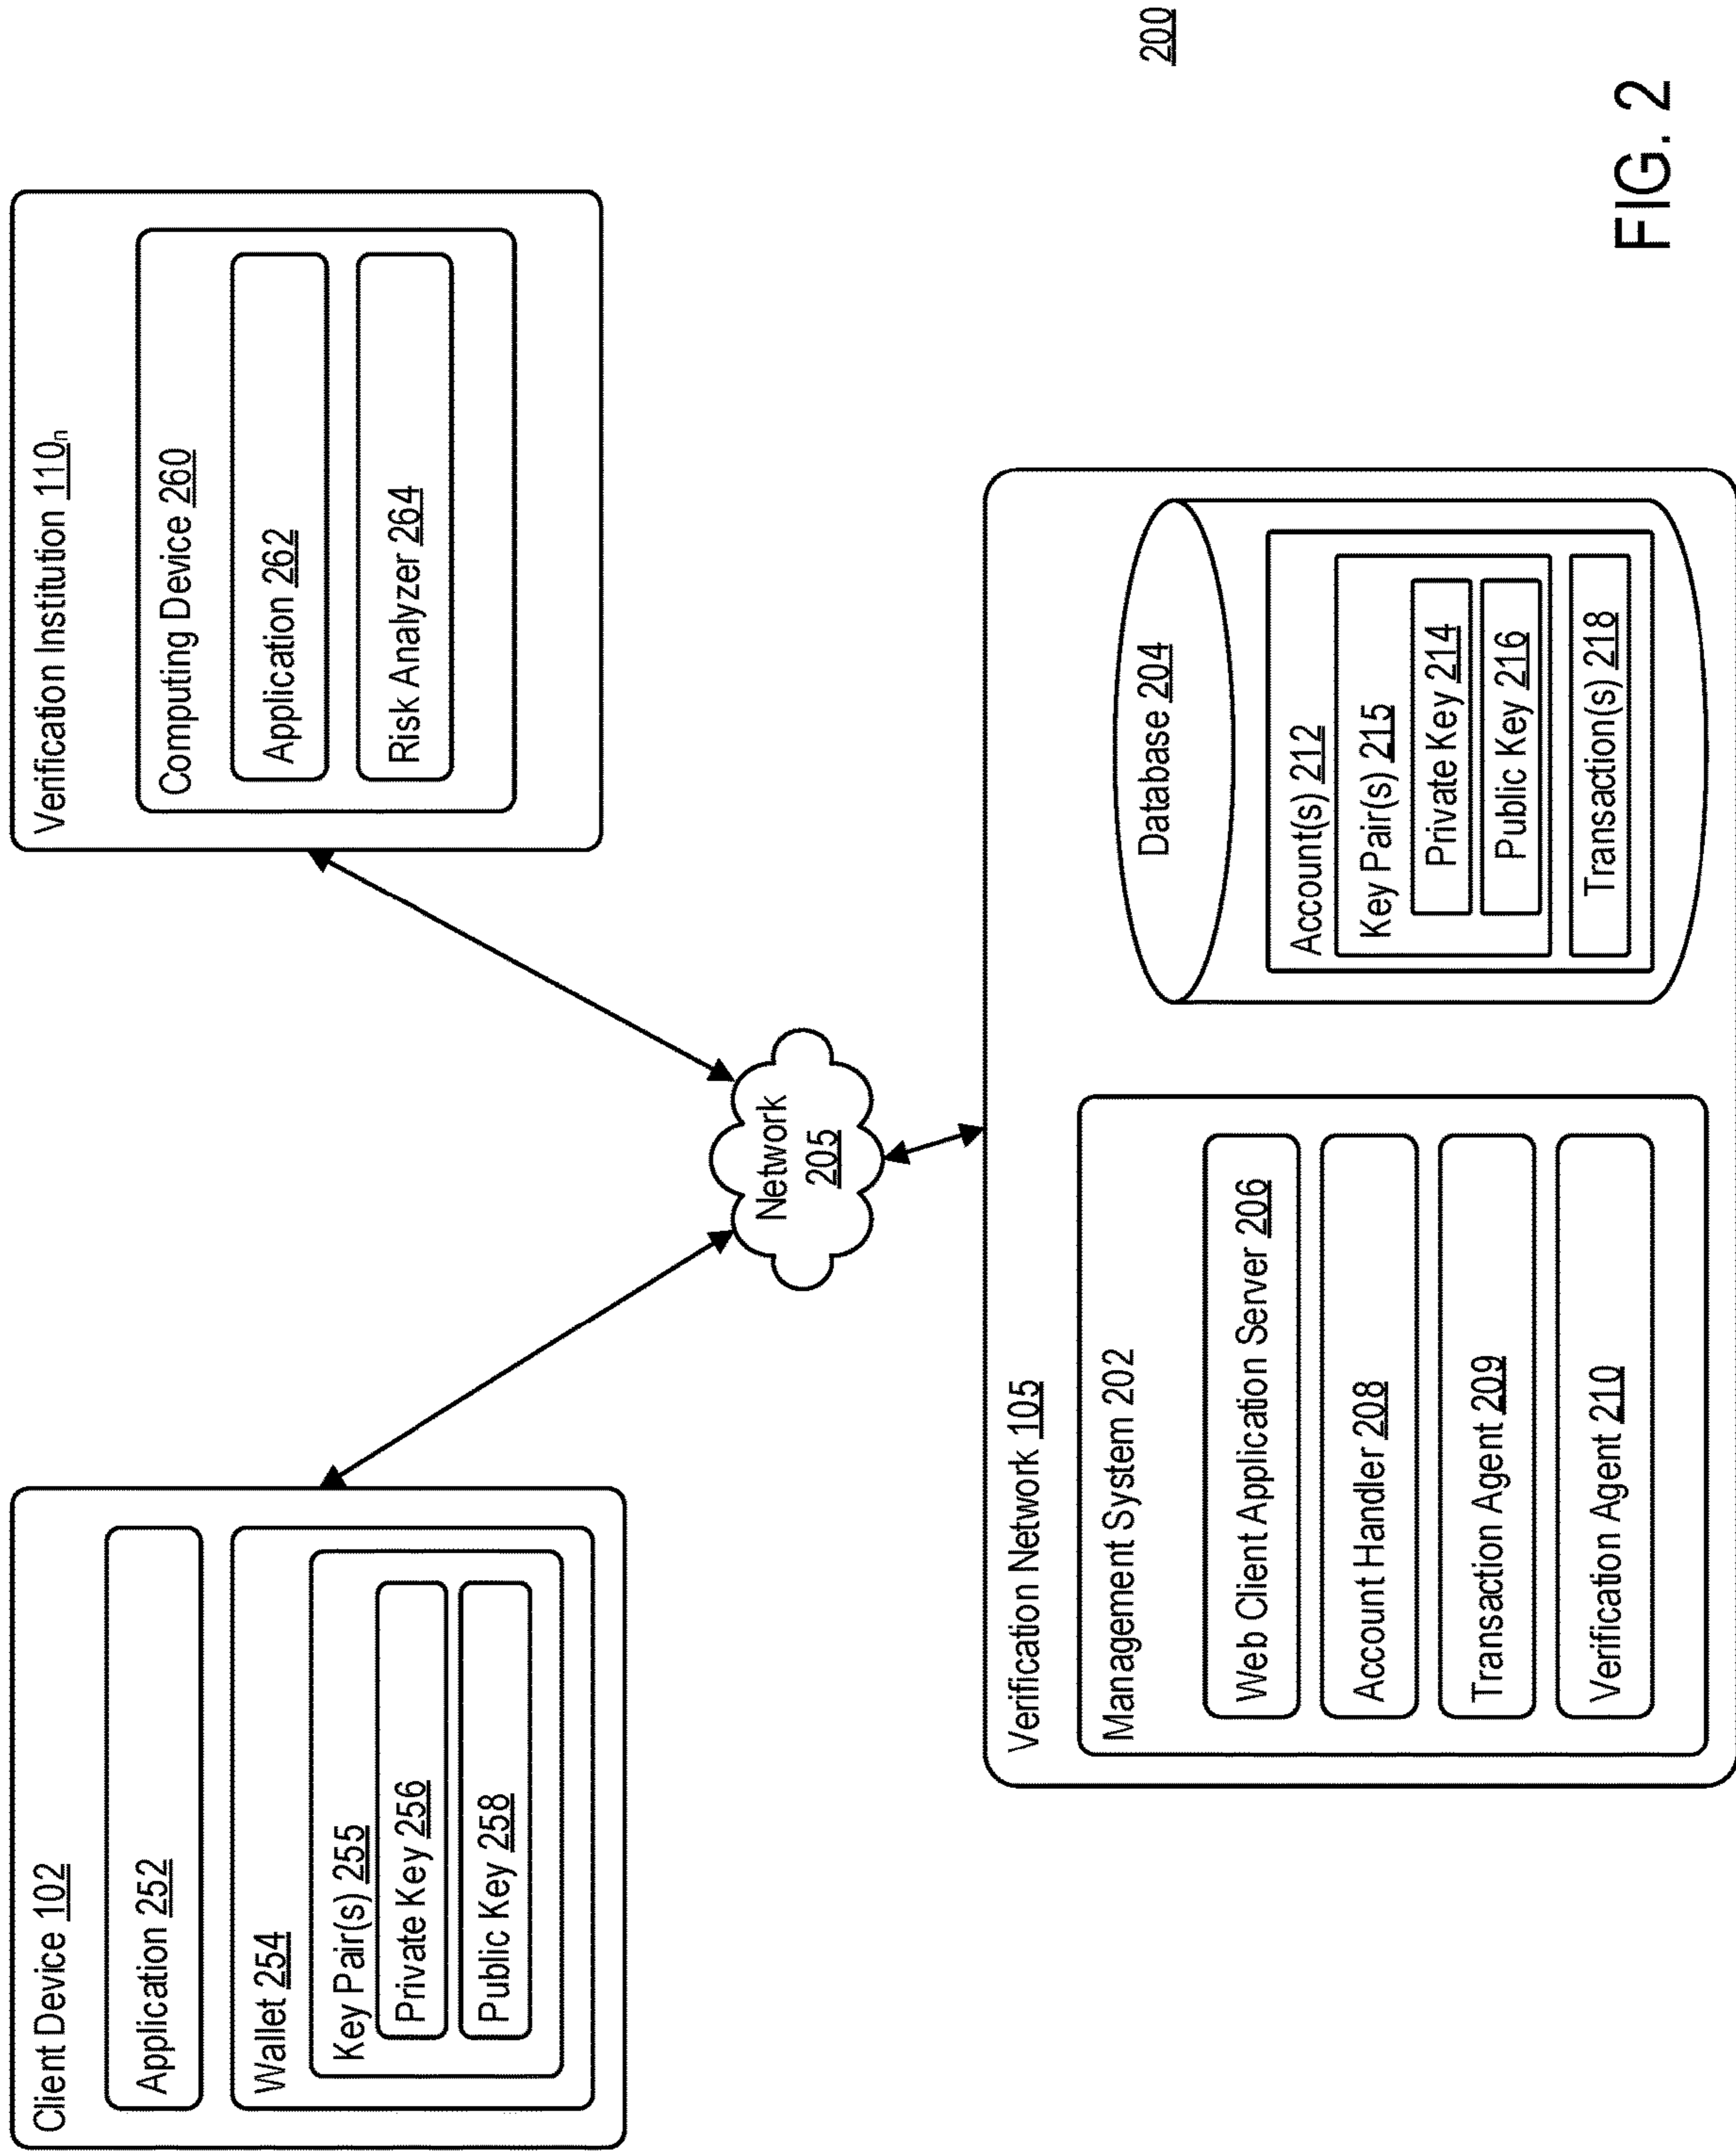 Client Device 102
Application 252
Wallet 254
Key Pair(s) 255
Private Key 256
Public Key 258
Verification Institution 110n
Computing Device 260
Application 262
Risk Analyzer 264
Network
205
Verification Network 105
Management System 202
Web Client Application Server 206
Account Handler 208
Transaction Agent 209
Verification Agent 210
Database 204
Account(s) 212
Key Pair(s) 215
Private Key 214
Public Key 216
Transaction(s) 218
200
FIG. 2